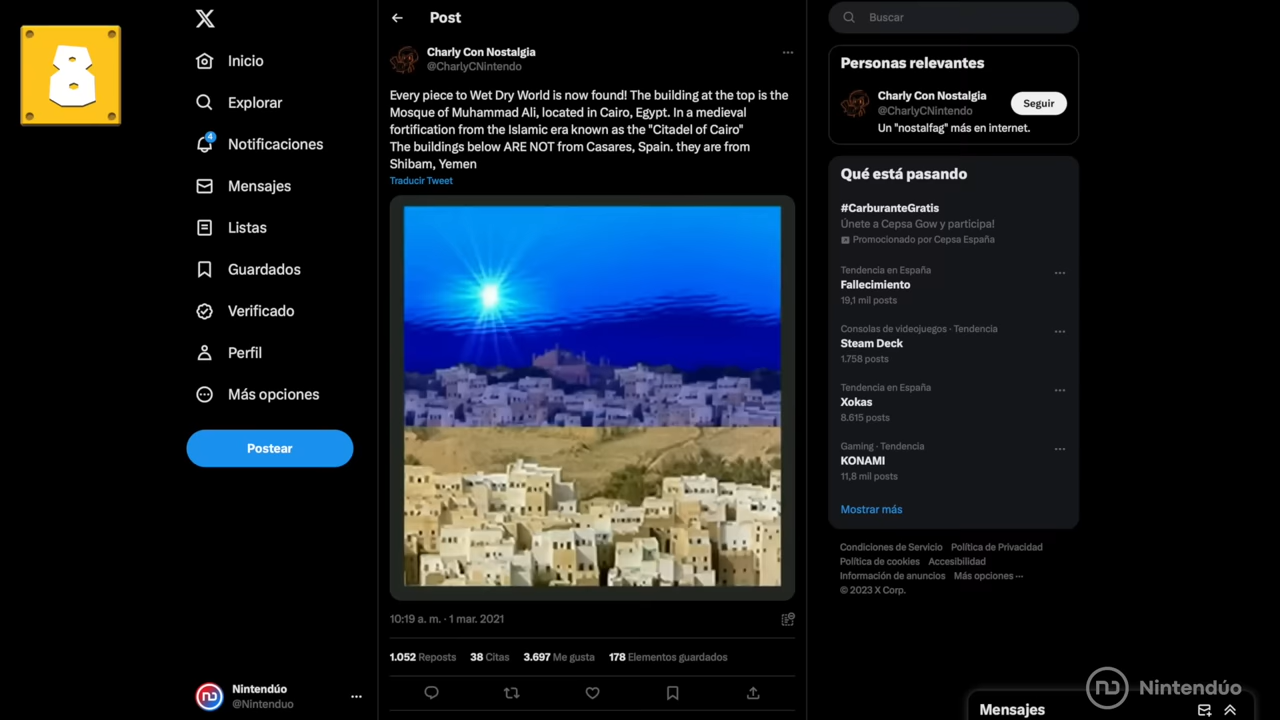 8
X
Inicio
Explorar
4
Notificaciones
Mensajes
Listas
Guardados
Verificado
Perfil
Más opciones
Postear
Nintendúo
@Nintenduo
Post
Charly Con Nostalgia
@CharlyCNintendo
Every piece to Wet Dry World is now found! The building at the top is the
Mosque of Muhammad Ali, located in Cairo, Egypt. In a medieval
fortification from the Islamic era known as the "Citadel of Cairo"
The buildings below ARE NOT from Casares, Spain. they are from
Shibam, Yemen
Traducir Tweet
10:19 a. m. · 1 mar. 2021
1.052 Reposts 38 Citas 3.697 Me gusta 178 Elementos guardados
Buscar
Personas relevantes
Charly Con Nostalgia
@CharlyCNintendo
Seguir
Un "nostalfag" más en internet.
Qué está pasando
#CarburanteGratis
Únete a Cepsa Gow y participa!
Promocionado por Cepsa España
Tendencia en España
Fallecimiento
19,1 mil posts
Consolas de videojuegos · Tendencia
Steam Deck
1.758 posts
Tendencia en España
Xokas
8.615 posts
Gaming · Tendencia
KONAMI
11,8 mil posts
Mostrar más
Condiciones de Servicio Política de Privacidad
Política de cookies Accesibilidad
Información de anuncios Más opciones ···
© 2023 X Corp.
Mensajes
Nintendúo